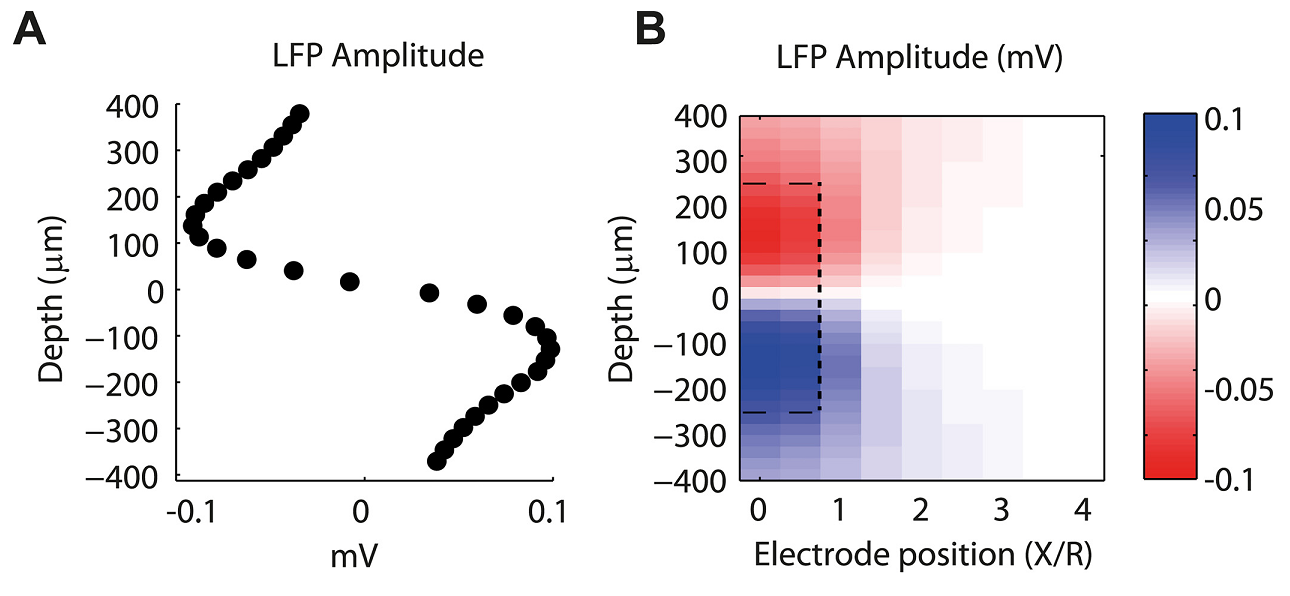 A
LFP Amplitude
400
300
200
100
0
−100
−200
−300
−400
Depth (μm)
-0.1 0 0.1
mV
B
LFP Amplitude (mV)
400
300
200
100
0
−100
−200
−300
−400
Depth (μm)
0 1 2 3 4
Electrode position (X/R)
0.1
0.05
0
-0.05
-0.1